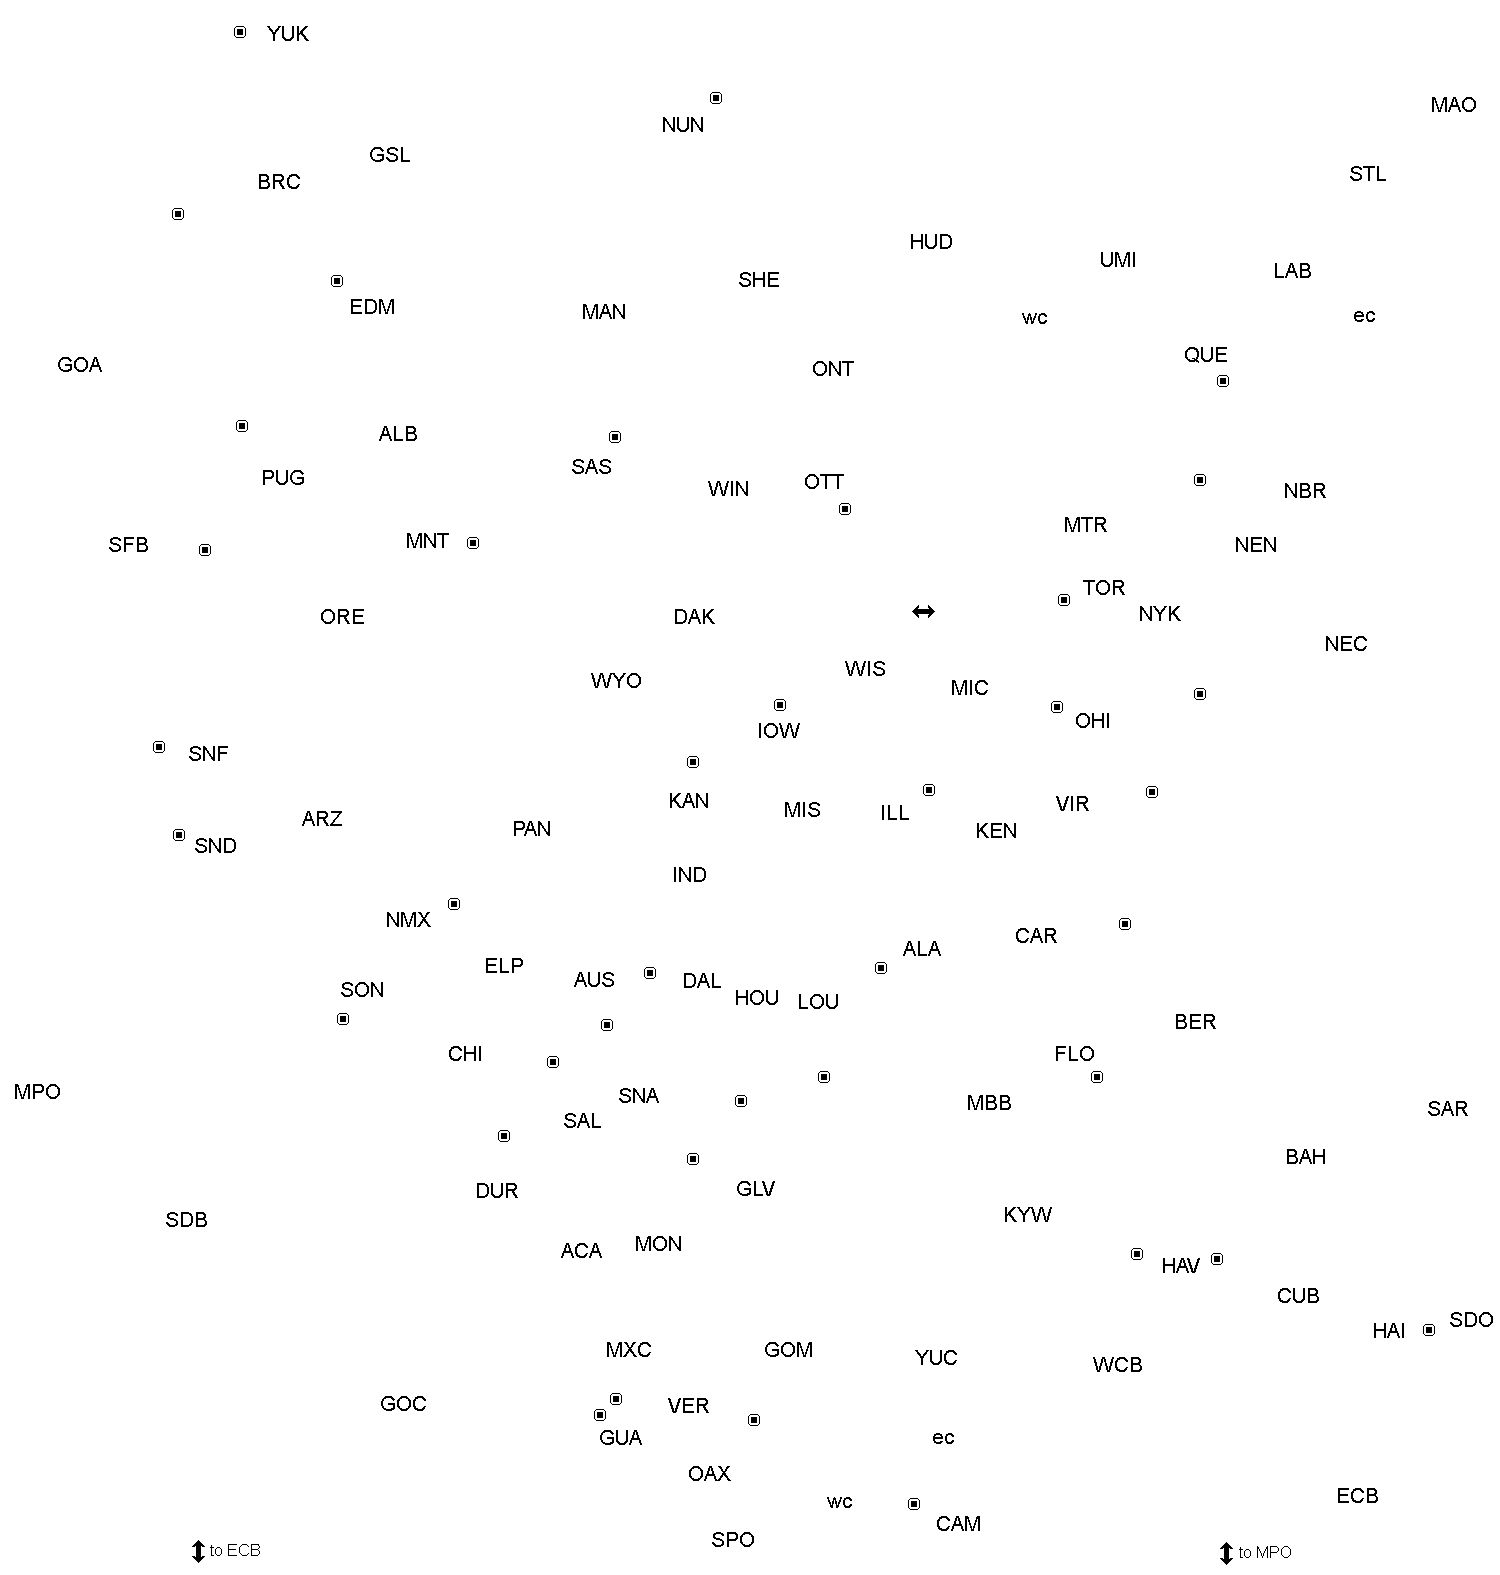 YUK
MAO
NUN
GSL
STL
BRC
HUD
UMI
LAB
SHE
EDM
MAN
wc
ec
QUE
GOA
ONT
ALB
SAS
PUG
OTT
WIN
NBR
MTR
SFB
MNT
NEN
TOR
NYK
ORE
DAK
NEC
WIS
WYO
MIC
OHI
IOW
SNF
KAN
VIR
MIS
ILL
ARZ
PAN
KEN
SND
IND
NMX
CAR
ALA
ELP
AUS
DAL
SON
HOU
LOU
BER
CHI
FLO
MPO
SNA
MBB
SAR
SAL
BAH
GLV
DUR
KYW
SDB
MON
ACA
HAV
CUB
SDO
HAI
MXC
GOM
YUC
WCB
GOC
VER
GUA
ec
OAX
ECB
wc
CAM
SPO
to ECB
to MPO